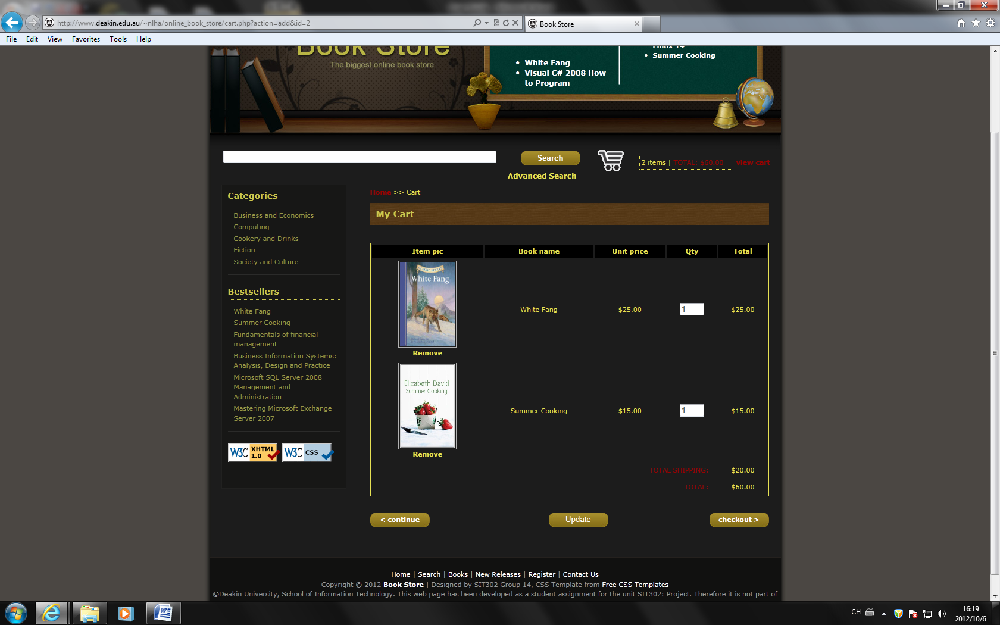 http://www.deakin.edu.au/~nlha/online_book_store/cart.php?action=add&id=2
Book Store
File Edit View Favorites Tools Help
Book Store
The biggest online book store
White Fang
Visual C# 2008 How
to Program
Linux 14
Summer Cooking
Search
Advanced Search
2 items | TOTAL: $60.00 view cart
Categories
Business and Economics
Computing
Cookery and Drinks
Fiction
Society and Culture
Bestsellers
White Fang
Summer Cooking
Fundamentals of financial
management
Business Information Systems:
Analysis, Design and Practice
Microsoft SQL Server 2008
Management and
Administration
Mastering Microsoft Exchange
Server 2007
W3C XHTML 1.0
W3C CSS
Home >> Cart
My Cart
Item pic Book name Unit price Qty Total
White Fang
White Fang $25.00 1 $25.00
Remove
Elizabeth David
Summer Cooking
Summer Cooking $15.00 1 $15.00
Remove
TOTAL SHIPPING: $20.00
TOTAL: $60.00
< continue Update checkout >
Home | Search | Books | New Releases | Register | Contact Us
Copyright © 2012 Book Store | Designed by SIT302 Group 14, CSS Template from Free CSS Templates
©Deakin University, School of Information Technology. This web page has been developed as a student assignment for the unit SIT302: Project. Therefore it is not part of
CH
16:19
2012/10/6